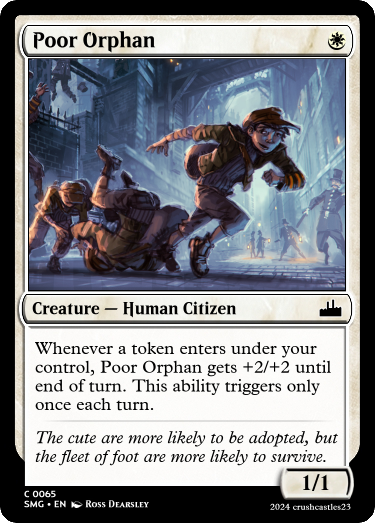 Poor Orphan
Creature — Human Citizen
Whenever a token enters under your
control, Poor Orphan gets +2/+2 until
end of turn. This ability triggers only
once each turn.
The cute are more likely to be adopted, but
the fleet of foot are more likely to survive.
1/1
C 0065
SMG • EN Ross Dearsley
2024 crushcastles23